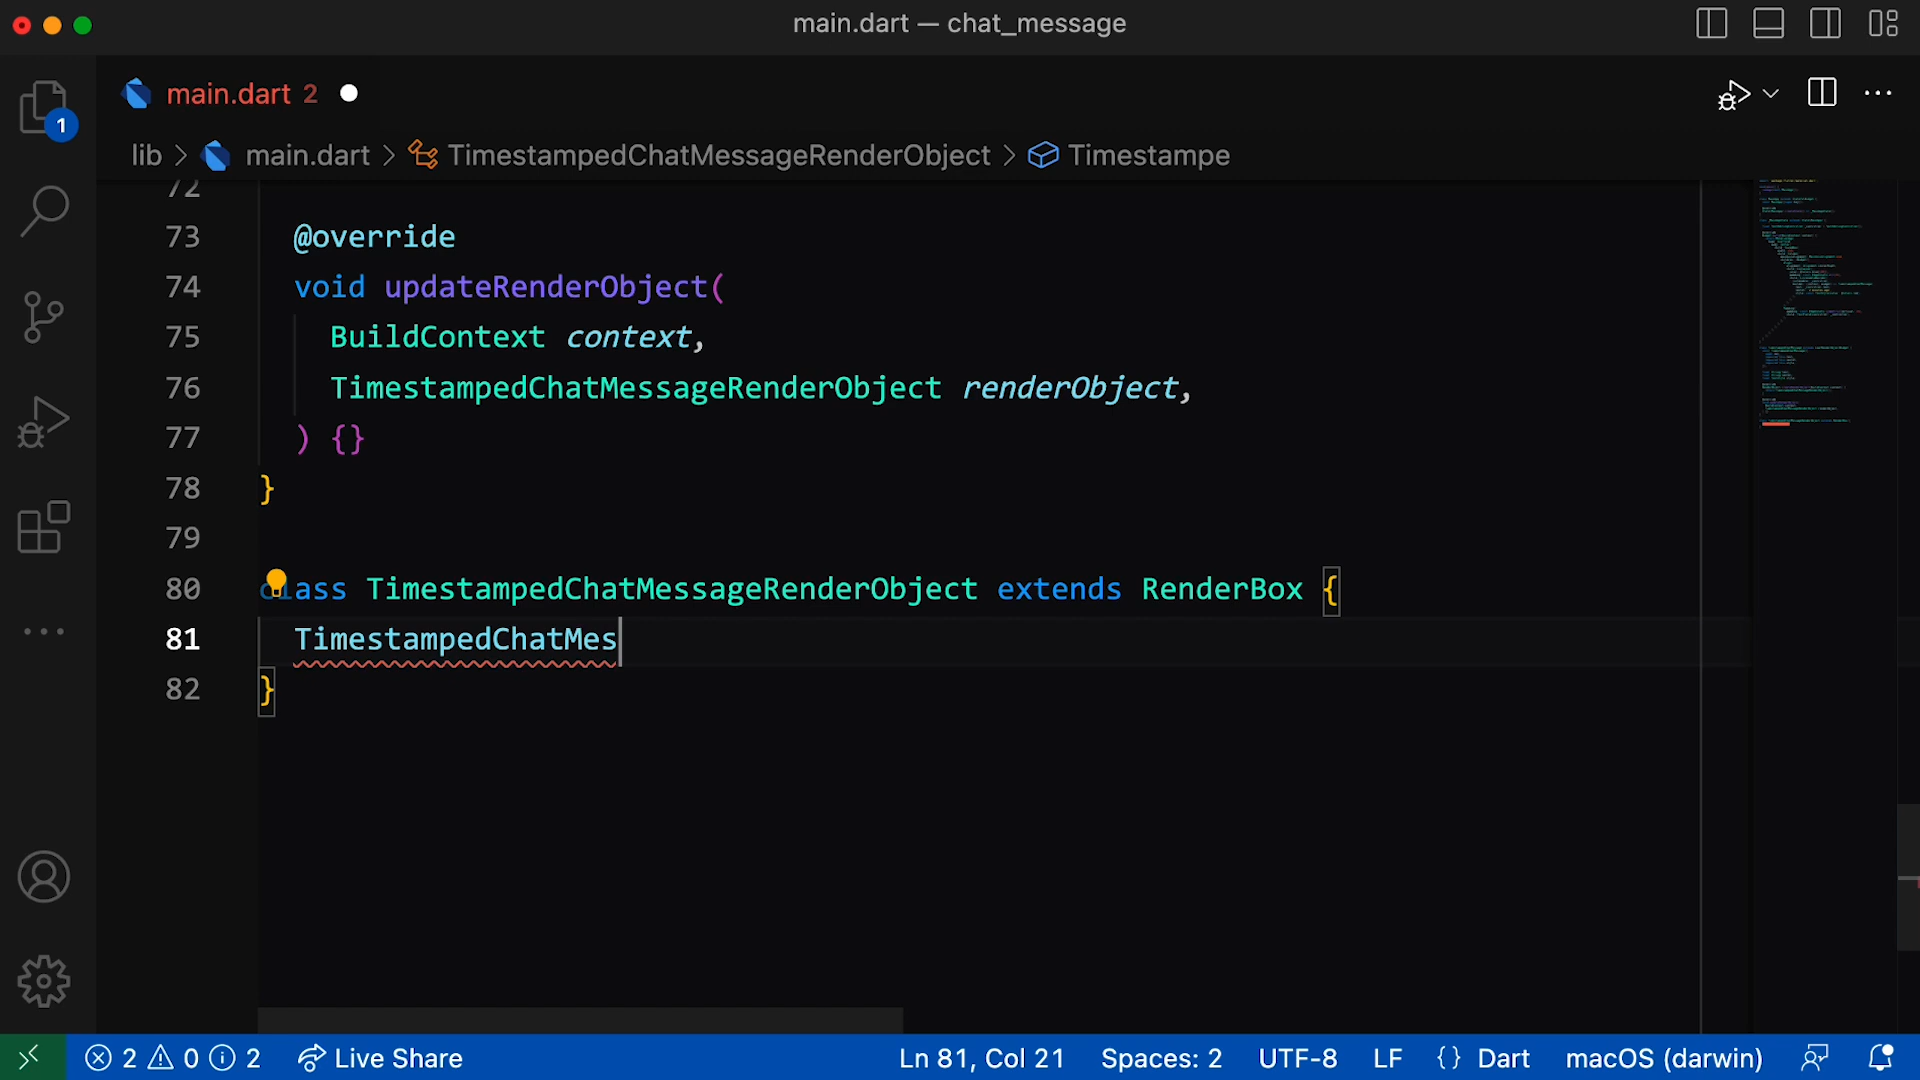 main.dart — chat_message
main.dart 2
1
lib > main.dart > TimestampedChatMessageRenderObject > Timestampe
72
73 @override
74 void updateRenderObject(
75 BuildContext context,
76 TimestampedChatMessageRenderObject renderObject,
77 ) {}
78 }
79
80 class TimestampedChatMessageRenderObject extends RenderBox {
81 TimestampedChatMes
82 }
2 0 2 Live Share Ln 81, Col 21 Spaces: 2 UTF-8 LF {} Dart macOS (darwin)